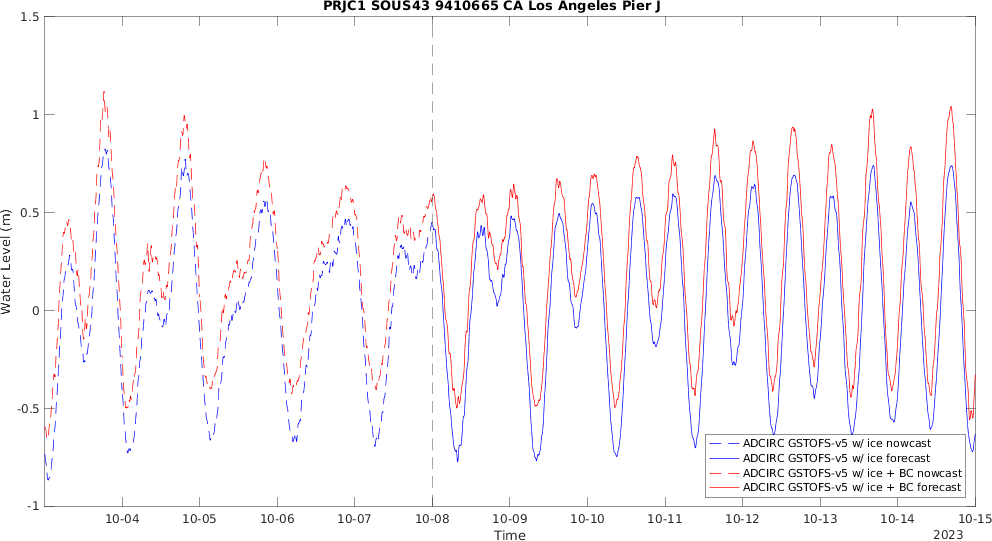 PRJC1 SOUS43 9410665 CA Los Angeles Pier J
Water Level (m)
1.5
1
0.5
0
-0.5
-1
10-04 10-05 10-06 10-07 10-08 10-09 10-10 10-11 10-12 10-13 10-14 10-15
Time
2023
ADCIRC GSTOFS-v5 w/ ice nowcast
ADCIRC GSTOFS-v5 w/ ice forecast
ADCIRC GSTOFS-v5 w/ ice + BC nowcast
ADCIRC GSTOFS-v5 w/ ice + BC forecast